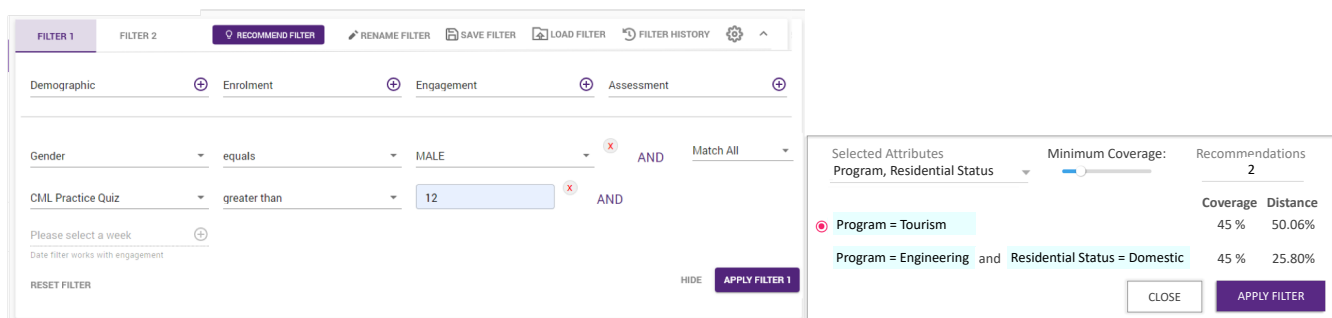 FILTER 1 FILTER 2 RECOMMEND FILTER RENAME FILTER SAVE FILTER LOAD FILTER FILTER HISTORY
Demographic Enrolment Engagement Assessment
Gender equals MALE X AND Match All
CML Practice Quiz greater than 12 X AND
Please select a week
Date filter works with engagement
RESET FILTER HIDE APPLY FILTER 1
Selected Attributes Minimum Coverage: Recommendations
Program, Residential Status 2
Coverage Distance
Program = Tourism 45 % 50.06%
Program = Engineering and Residential Status = Domestic 45 % 25.80%
CLOSE APPLY FILTER